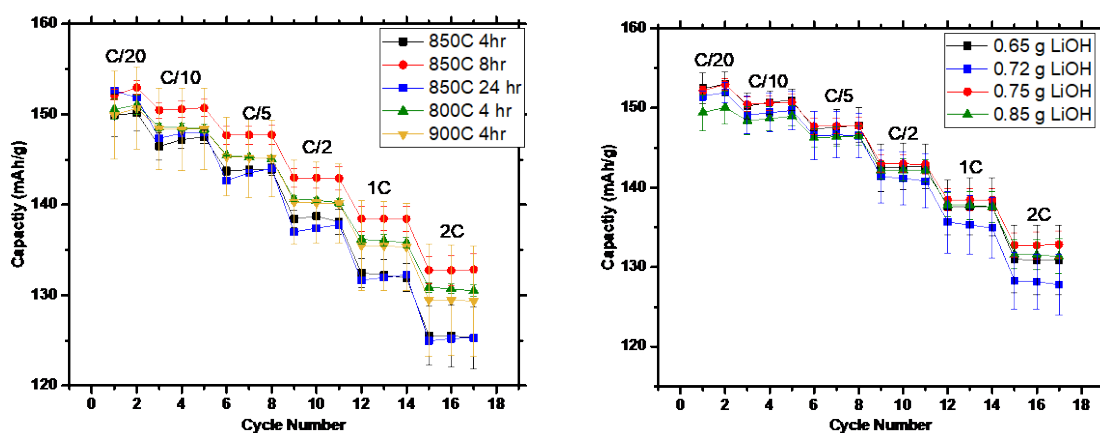 160
150
140
130
120
Capactiy (mAh/g)
C/20
C/10
C/5
C/2
1C
2C
850C 4hr
850C 8hr
850C 24 hr
800C 4 hr
900C 4hr
0 2 4 6 8 10 12 14 16 18
Cycle Number
160
150
140
130
120
Capactiy (mAh/g)
C/20
C/10
C/5
C/2
1C
2C
0.65 g LiOH
0.72 g LiOH
0.75 g LiOH
0.85 g LiOH
0 2 4 6 8 10 12 14 16 18
Cycle Number